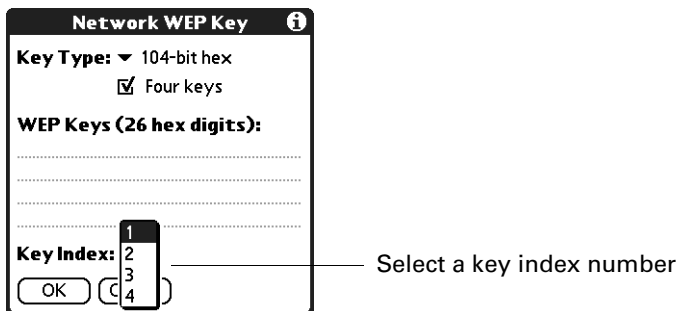 Network WEP Key i
Key Type: 104-bit hex
Four keys
WEP Keys (26 hex digits):
1
Key Index: 2
3
4
OK C
Select a key index number